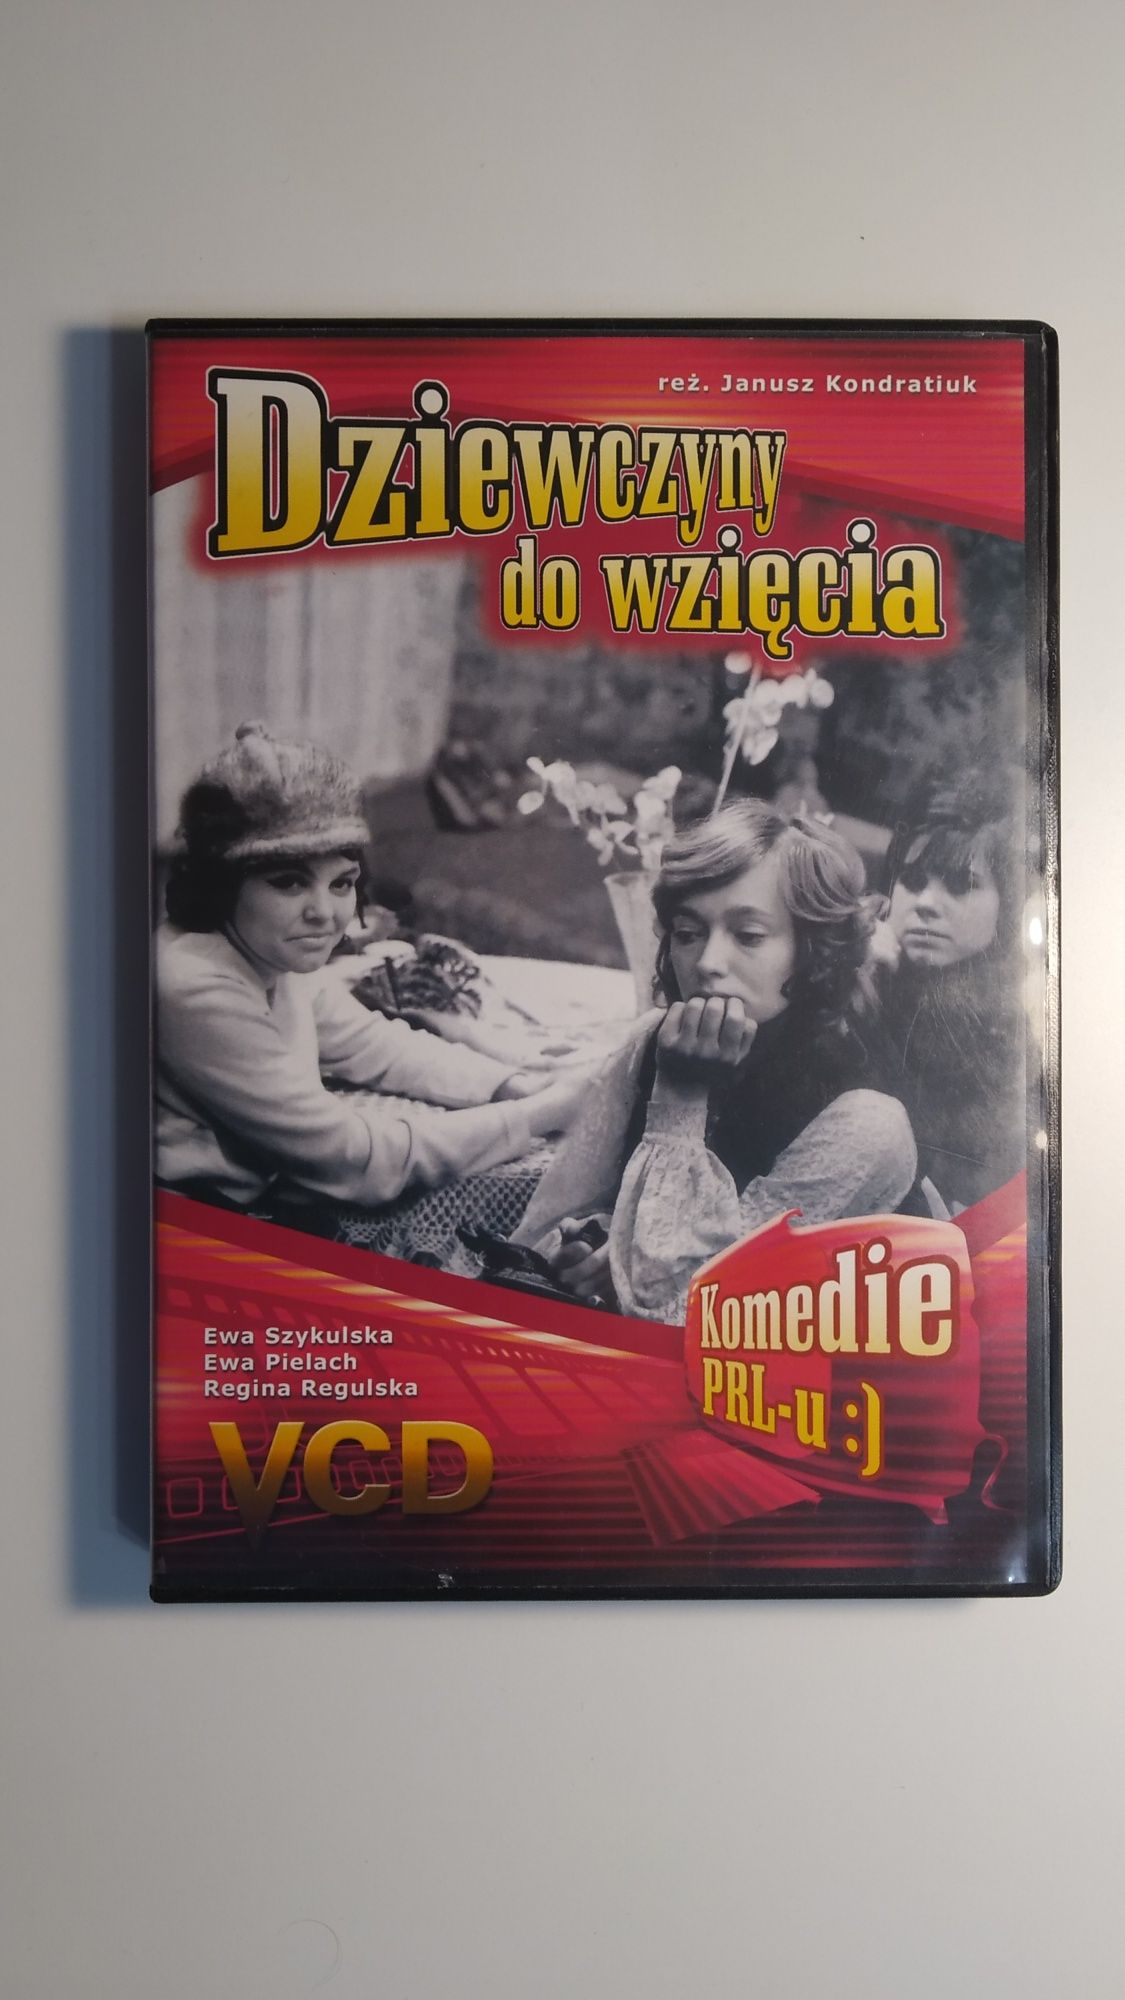 reż. Janusz Kondratiuk
Dziewczyny
do wzięcia
Ewa Szykulska
Ewa Pielach
Regina Regulska
VCD
Komedie
PRL-u :)